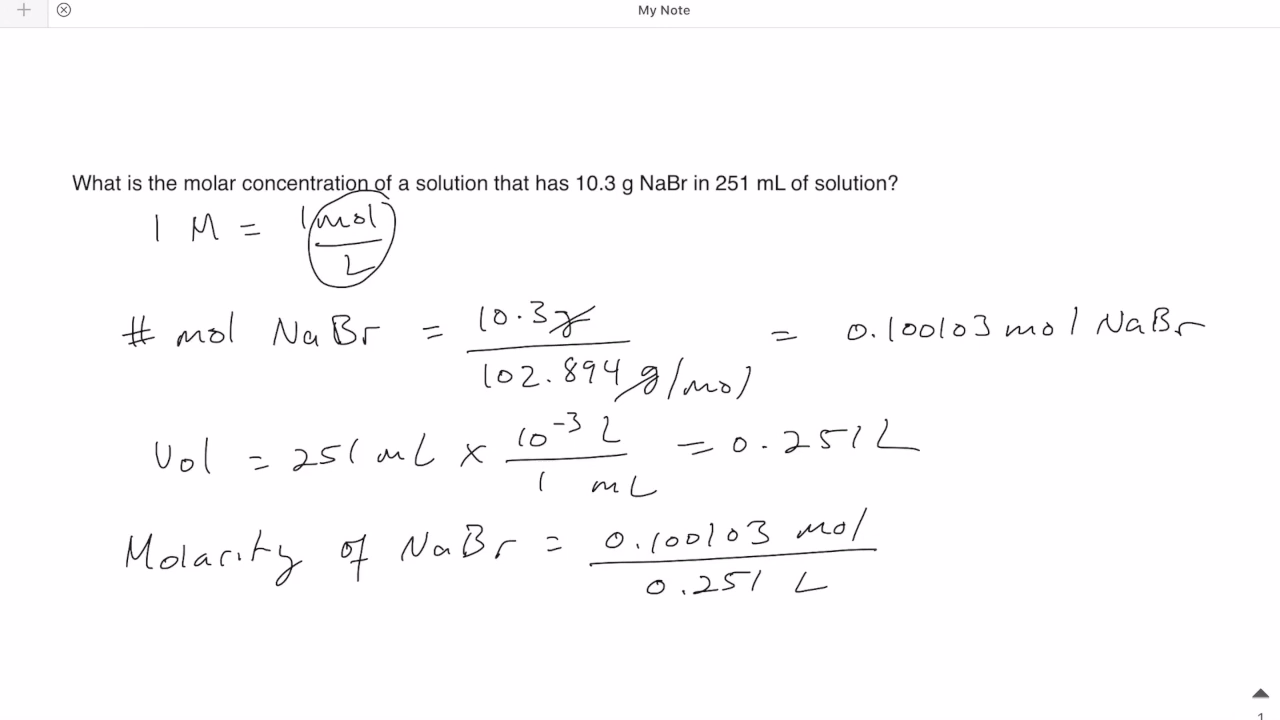 My Note
What is the molar concentration of a solution that has 10.3 g NaBr in 251 mL of solution?
1 M = 1 mol / L
# mol NaBr = 10.3 g / 102.894 g/mol = 0.100103 mol NaBr
Vol = 251 mL × 10⁻³ L / 1 mL = 0.251 L
Molarity of NaBr = 0.100103 mol / 0.251 L
1